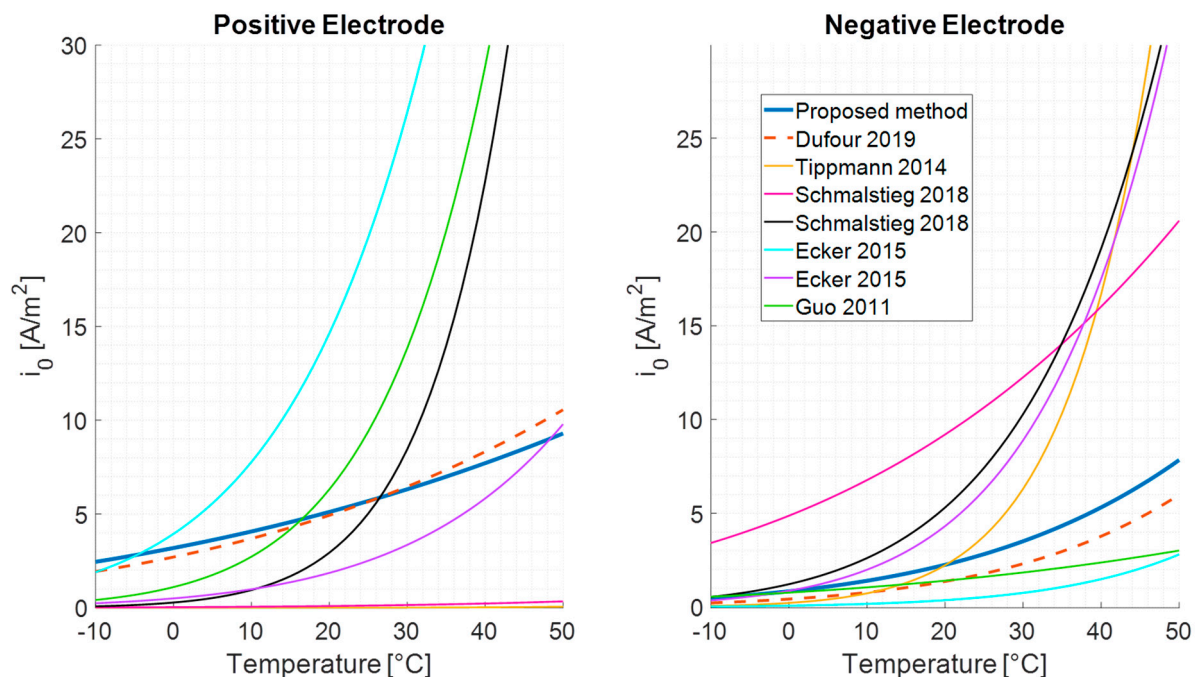 Positive Electrode
30
25
20
15
10
5
0
i0 [A/m2]
-10 0 10 20 30 40 50
Temperature [°C]
Negative Electrode
Proposed method
Dufour 2019
Tippmann 2014
Schmalstieg 2018
Schmalstieg 2018
Ecker 2015
Ecker 2015
Guo 2011
25
20
15
10
5
0
i0 [A/m2]
-10 0 10 20 30 40 50
Temperature [°C]